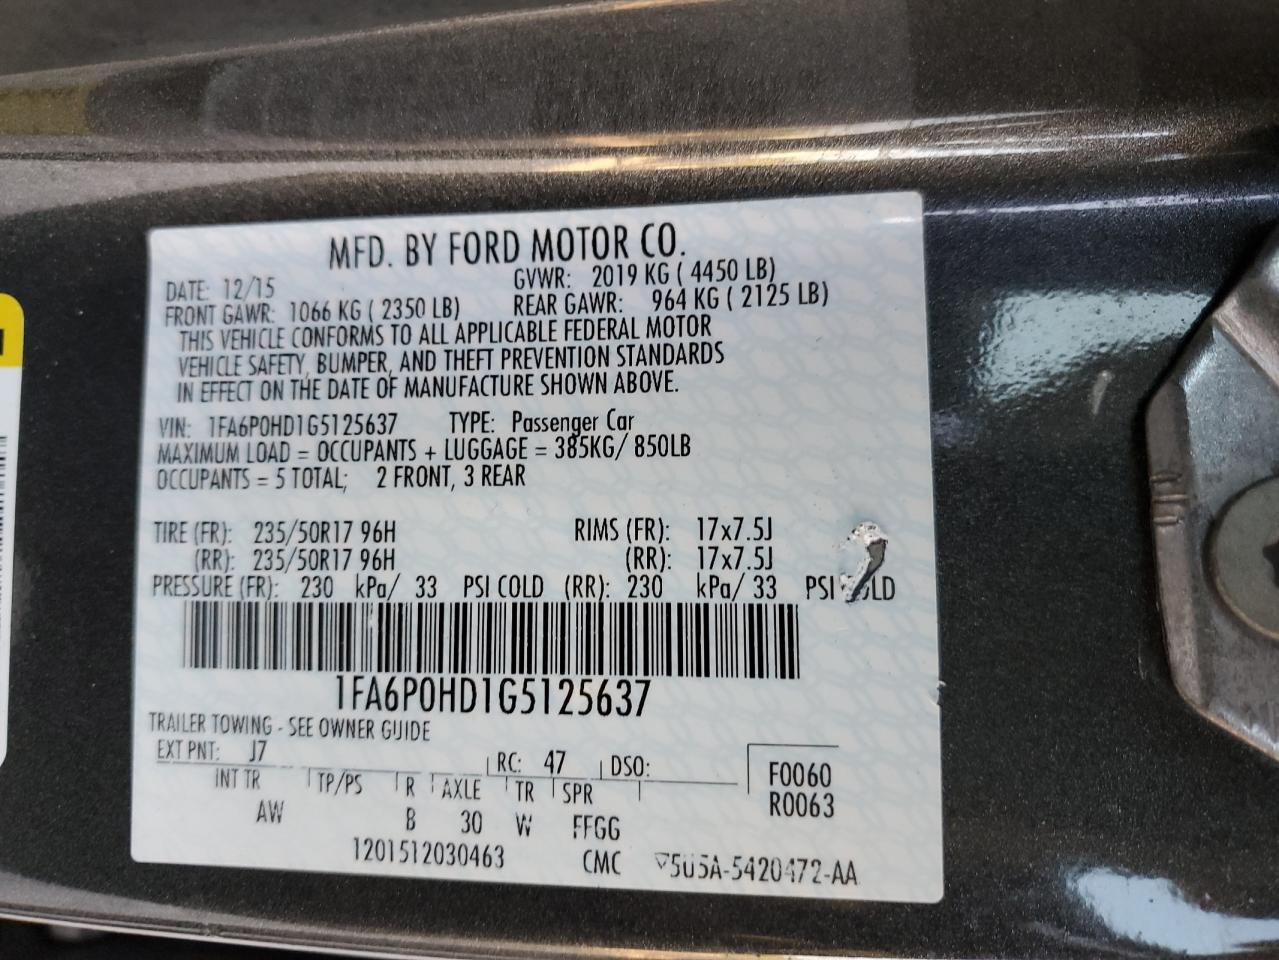 MFD. BY FORD MOTOR CO.
DATE: 12/15 GVWR: 2019 KG ( 4450 LB)
FRONT GAWR: 1066 KG ( 2350 LB) REAR GAWR: 964 KG ( 2125 LB)
THIS VEHICLE CONFORMS TO ALL APPLICABLE FEDERAL MOTOR
VEHICLE SAFETY, BUMPER, AND THEFT PREVENTION STANDARDS
IN EFFECT ON THE DATE OF MANUFACTURE SHOWN ABOVE.
VIN: 1FA6P0HD1G5125637 TYPE: Passenger Car
MAXIMUM LOAD = OCCUPANTS + LUGGAGE = 385KG/ 850LB
OCCUPANTS = 5 TOTAL; 2 FRONT, 3 REAR
TIRE (FR): 235/50R17 96H RIMS (FR): 17x7.5J
(RR): 235/50R17 96H (RR): 17x7.5J
PRESSURE (FR): 230 kPa/ 33 PSI COLD (RR): 230 kPa/ 33 PSI
1FA6P0HD1G5125637
TRAILER TOWING - SEE OWNER GUIDE
EXT PNT: J7 RC: 47 DSO:
INT TR TP/PS R AXLE TR SPR F0060
AW B 30 W FFGG R0063
1201512030463 CMC 5U5A-5420472-AA